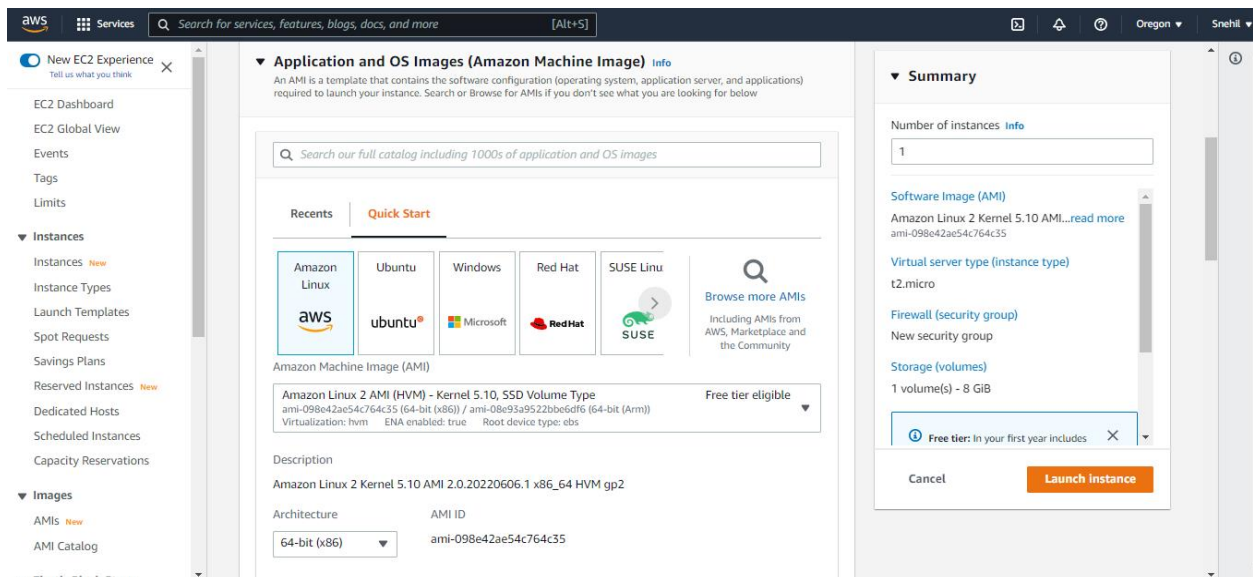 aws Services Search for services, features, blogs, docs, and more [Alt+S] Oregon Snehil
New EC2 Experience
Tell us what you think
EC2 Dashboard
EC2 Global View
Events
Tags
Limits
Instances
Instances New
Instance Types
Launch Templates
Spot Requests
Savings Plans
Reserved Instances New
Dedicated Hosts
Scheduled Instances
Capacity Reservations
Images
AMIs New
AMI Catalog
Application and OS Images (Amazon Machine Image) Info
An AMI is a template that contains the software configuration (operating system, application server, and applications)
required to launch your instance. Search or Browse for AMIs if you don't see what you are looking for below
Search our full catalog including 1000s of application and OS images
Recents Quick Start
Amazon
Linux
aws
Ubuntu
ubuntu
Windows
Microsoft
Red Hat
Red Hat
SUSE Linu
SUSE
Browse more AMIs
Including AMIs from
AWS, Marketplace and
the Community
Amazon Machine Image (AMI)
Amazon Linux 2 AMI (HVM) - Kernel 5.10, SSD Volume Type Free tier eligible
ami-098e42ae54c764c35 (64-bit (x86)) / ami-08e93a9522bbe6df6 (64-bit (Arm))
Virtualization: hvm ENA enabled: true Root device type: ebs
Description
Amazon Linux 2 Kernel 5.10 AMI 2.0.20220606.1 x86_64 HVM gp2
Architecture AMI ID
64-bit (x86) ami-098e42ae54c764c35
Summary
Number of instances Info
1
Software Image (AMI)
Amazon Linux 2 Kernel 5.10 AMI...read more
ami-098e42ae54c764c35
Virtual server type (instance type)
t2.micro
Firewall (security group)
New security group
Storage (volumes)
1 volume(s) - 8 GiB
Free tier: In your first year includes
Cancel Launch instance